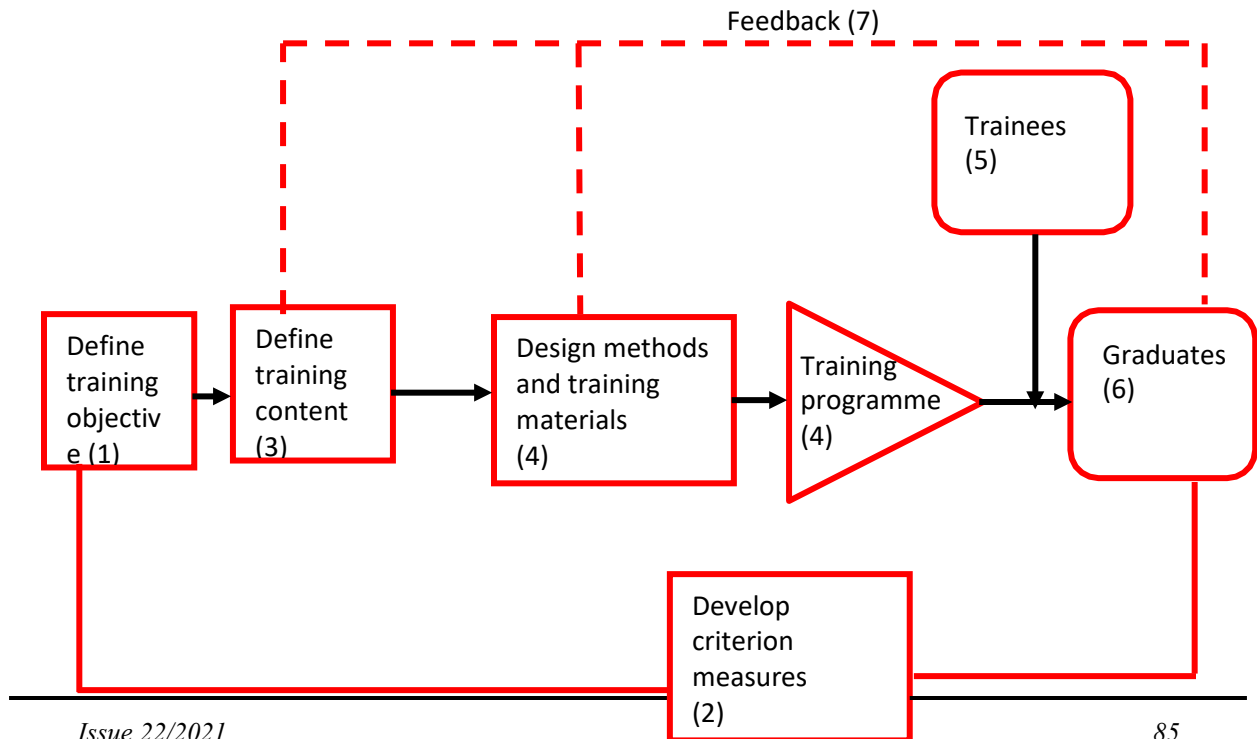 Feedback (7)
Trainees
(5)
Define
training
objectiv
e (1)
Define
training
content
(3)
Design methods
and training
materials
(4)
Training
programme
(4)
Graduates
(6)
Develop
criterion
measures
(2)
Issue 22/2021
85